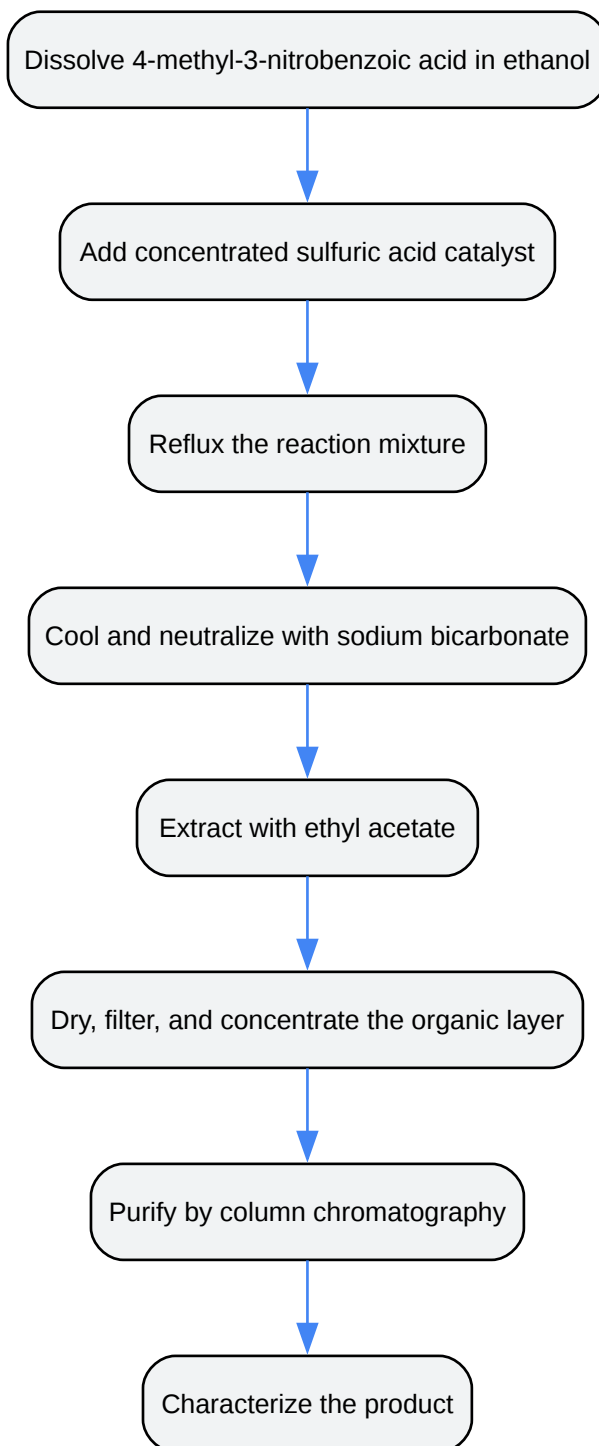 Dissolve 4-methyl-3-nitrobenzoic acid in ethanol
Add concentrated sulfuric acid catalyst
Reflux the reaction mixture
Cool and neutralize with sodium bicarbonate
Extract with ethyl acetate
Dry, filter, and concentrate the organic layer
Purify by column chromatography
Characterize the product